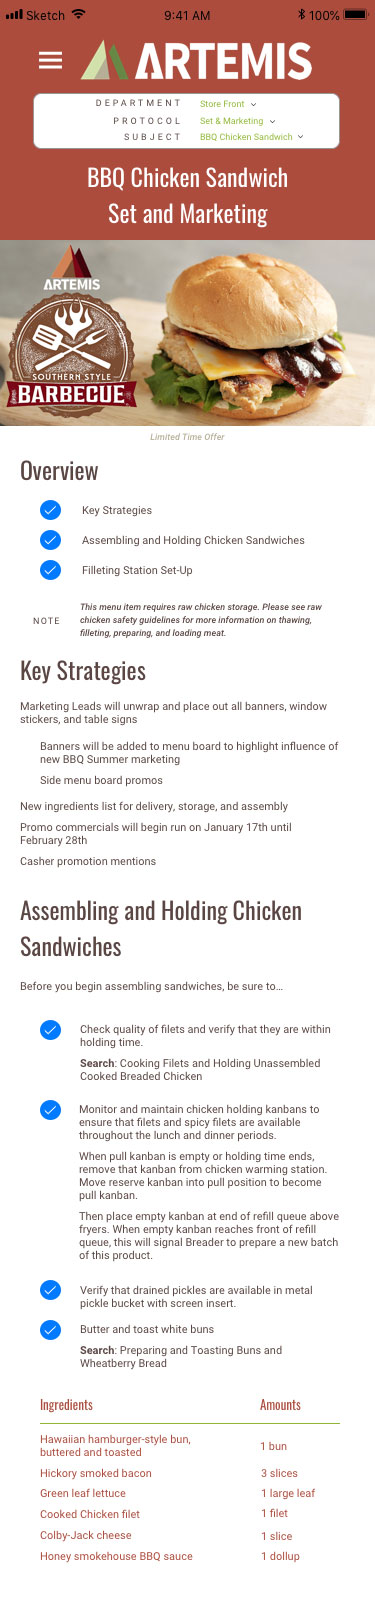 Sketch 9:41 AM 100%
ARTEMIS
DEPARTMENT Store Front
PROTOCOL Set & Marketing
SUBJECT BBQ Chicken Sandwich
BBQ Chicken Sandwich
Set and Marketing
ARTEMIS
SOUTHERN STYLE
BARBECUE
Limited Time Offer
Overview
Key Strategies
Assembling and Holding Chicken Sandwiches
Filleting Station Set-Up
NOTE
This menu item requires raw chicken storage. Please see raw
chicken safety guidelines for more information on thawing,
filleting, preparing, and loading meat.
Key Strategies
Marketing Leads will unwrap and place out all banners, window
stickers, and table signs
Banners will be added to menu board to highlight influence of
new BBQ Summer marketing
Side menu board promos
New ingredients list for delivery, storage, and assembly
Promo commercials will begin run on January 17th until
February 28th
Casher promotion mentions
Assembling and Holding Chicken
Sandwiches
Before you begin assembling sandwiches, be sure to...
Check quality of filets and verify that they are within
holding time.
Search: Cooking Filets and Holding Unassembled
Cooked Breaded Chicken
Monitor and maintain chicken holding kanbans to
ensure that filets and spicy filets are available
throughout the lunch and dinner periods.
When pull kanban is empty or holding time ends,
remove that kanban from chicken warming station.
Move reserve kanban into pull position to become
pull kanban.
Then place empty kanban at end of refill queue above
fryers. When empty kanban reaches front of refill
queue, this will signal Breader to prepare a new batch
of this product.
Verify that drained pickles are available in metal
pickle bucket with screen insert.
Butter and toast white buns
Search: Preparing and Toasting Buns and
Wheatberry Bread
Ingredients Amounts
Hawaiian hamburger-style bun,
buttered and toasted 1 bun
Hickory smoked bacon 3 slices
Green leaf lettuce 1 large leaf
Cooked Chicken filet 1 filet
Colby-Jack cheese 1 slice
Honey smokehouse BBQ sauce 1 dollup